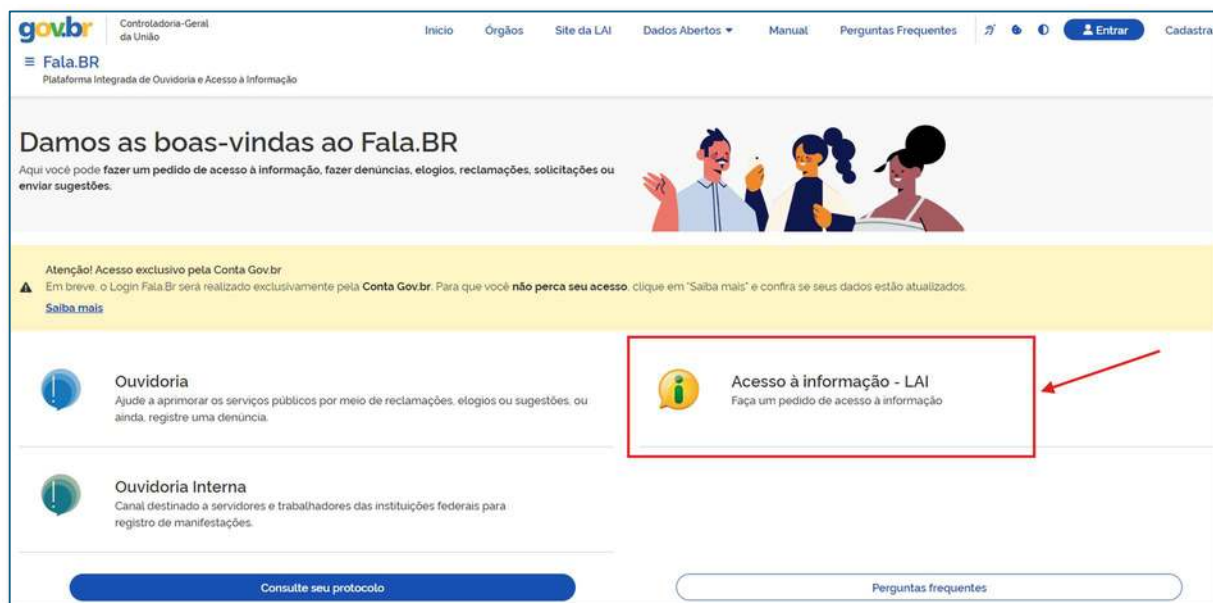 gov.br
Controladoria-Geral
da União
Inicio Órgãos Site da LAI Dados Abertos Manual Perguntas Frequentes Entrar Cadastra
Fala.BR
Plataforma Integrada de Ouvidoria e Acesso à Informação
Damos as boas-vindas ao Fala.BR
Aqui você pode fazer um pedido de acesso à informação, fazer denúncias, elogios, reclamações, solicitações ou
enviar sugestões.
Atenção! Acesso exclusivo pela Conta Gov.br
Em breve, o Login Fala.Br será realizado exclusivamente pela Conta Gov.br. Para que você não perca seu acesso, clique em "Saiba mais" e confira se seus dados estão atualizados.
Saiba mais
Ouvidoria
Ajude a aprimorar os serviços públicos por meio de reclamações, elogios ou sugestões, ou
ainda, registre uma denúncia.
Acesso à informação - LAI
Faça um pedido de acesso à informação
Ouvidoria Interna
Canal destinado a servidores e trabalhadores das instituições federais para
registro de manifestações.
Consulte seu protocolo
Perguntas frequentes